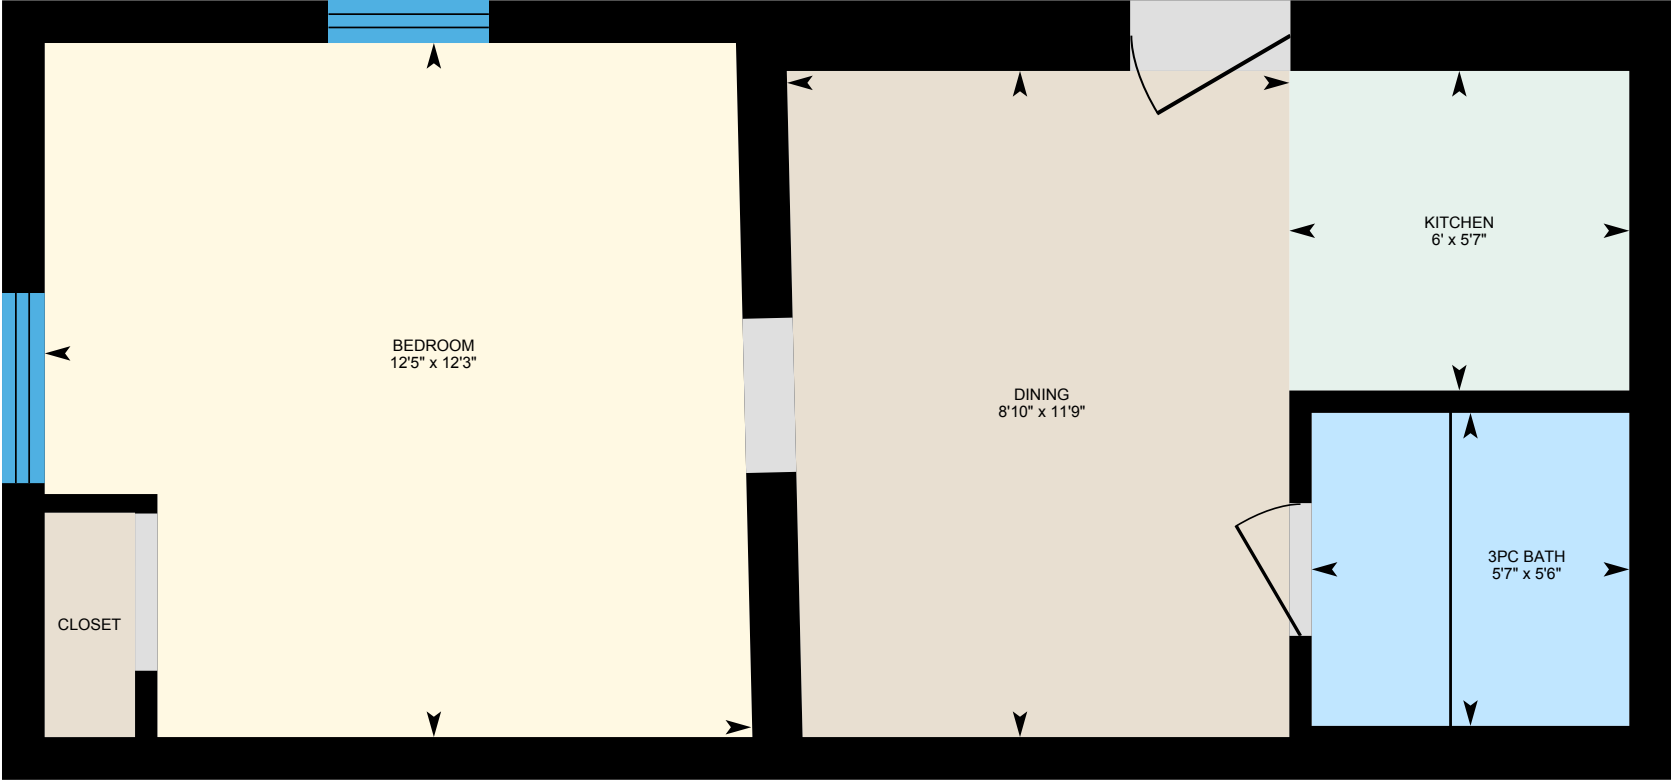 BEDROOM
12'5" x 12'3"
CLOSET
DINING
8'10" x 11'9"
KITCHEN
6' x 5'7"
3PC BATH
5'7" x 5'6"